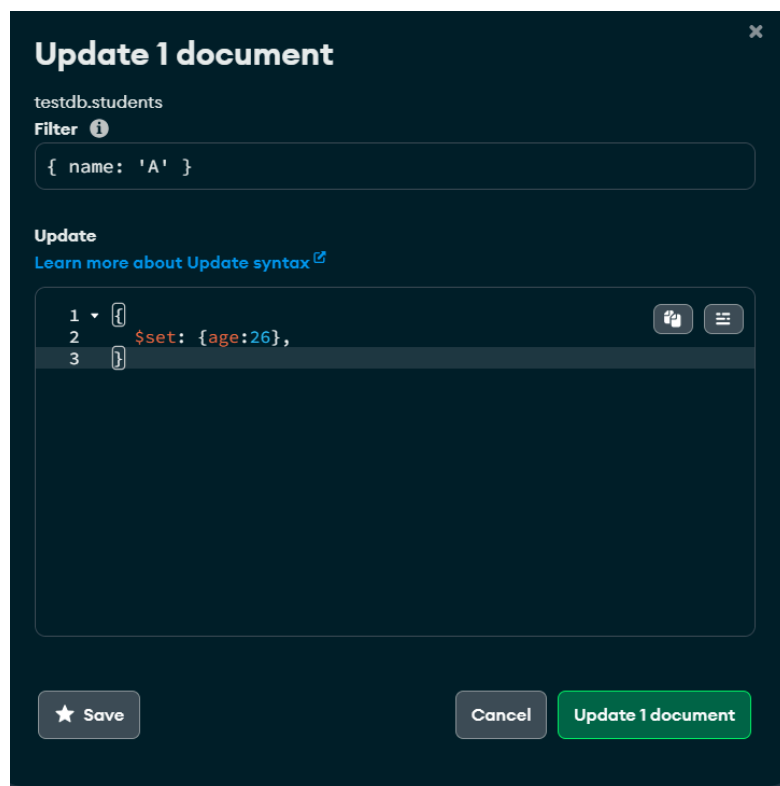 Update 1 document
testdb.students
Filter
{ name: 'A' }
Update
Learn more about Update syntax
1 {
2 $set: {age:26},
3 }
Save
Cancel
Update 1 document